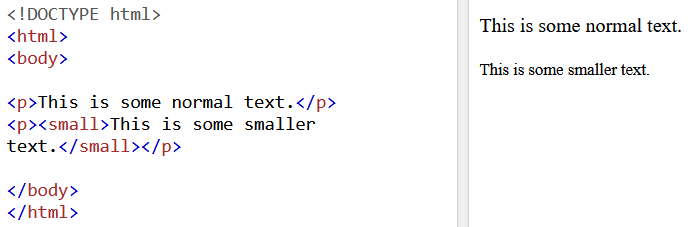 <!DOCTYPE html>
<html>
<body>
<p>This is some normal text.</p>
<p><small>This is some smaller
text.</small></p>
</body>
</html>
This is some normal text.
This is some smaller text.